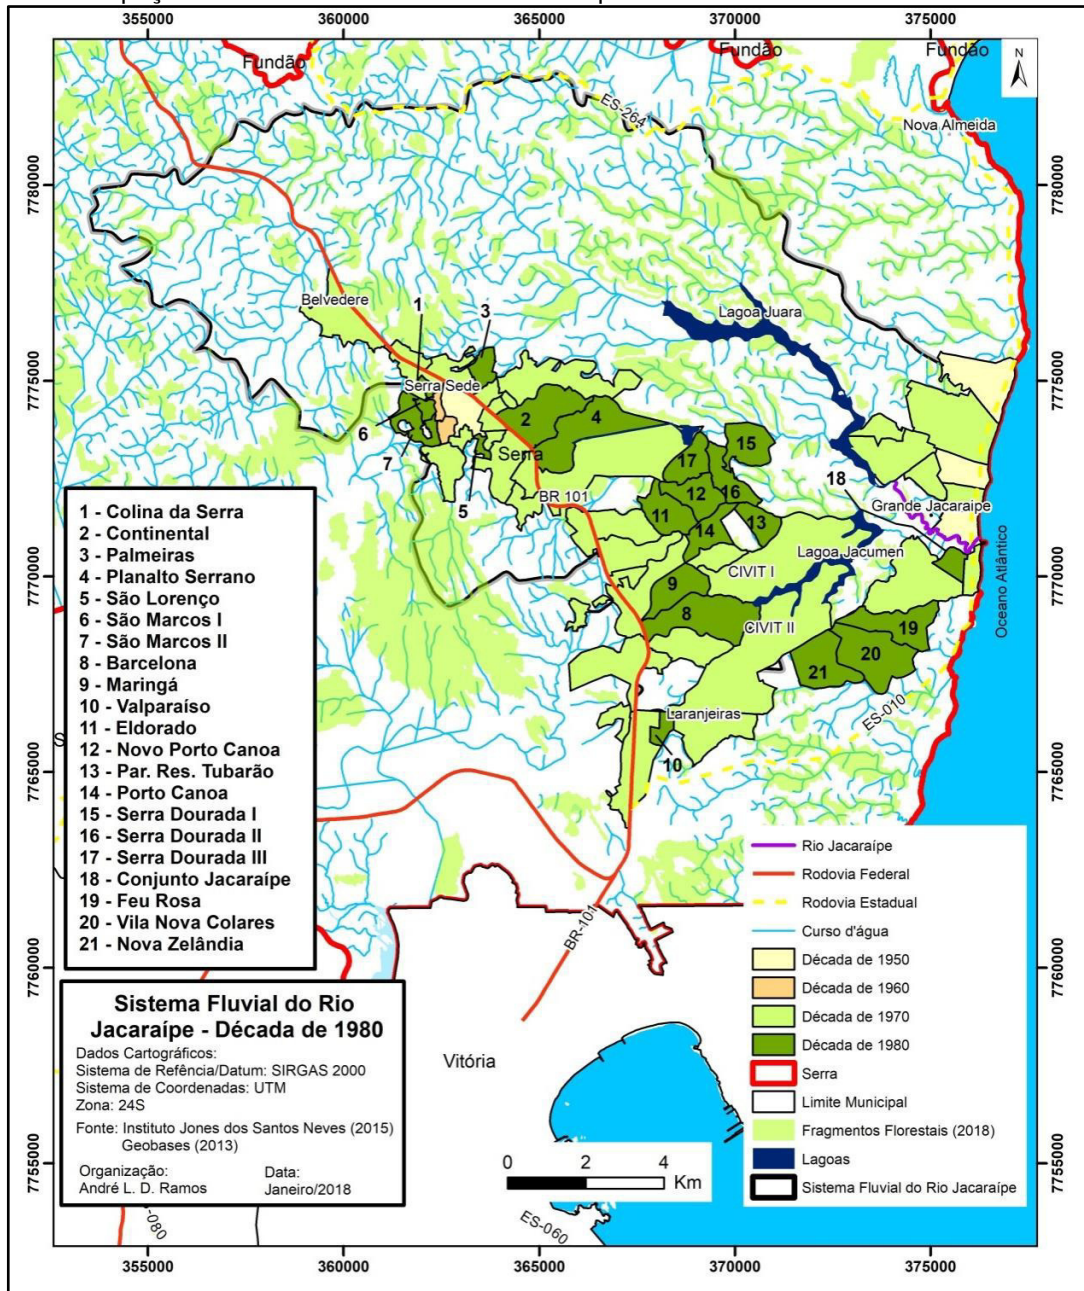 355000 360000 365000 370000 375000
Fundão Fundão Fundão
N
ES-264
Nova Almeida
7780000 7780000
Belvedere
Lagoa Juara
1 3
7775000 7775000
Serra Sede
2 4
6 15
Serra
17
7
18
12 16
BR 101
5
Grande Jacaraipe
11 14 13
Lagoa Jacumen
CIVIT I
7770000 7770000
9
Oceano Atlântico
8
CIVIT II
19
20
21
ES-010
Laranjeiras
10
7765000 7765000
1 - Colina da Serra
2 - Continental
3 - Palmeiras
4 - Planalto Serrano
5 - São Lorenço
6 - São Marcos I
7 - São Marcos II
8 - Barcelona
9 - Maringá
10 - Valparaíso
11 - Eldorado
12 - Novo Porto Canoa
13 - Par. Res. Tubarão
14 - Porto Canoa
15 - Serra Dourada I
16 - Serra Dourada II
17 - Serra Dourada III
18 - Conjunto Jacaraípe
19 - Feu Rosa
20 - Vila Nova Colares
21 - Nova Zelândia
BR-101
7760000 7760000
Vitória
Rio Jacaraípe
Rodovia Federal
Rodovia Estadual
Curso d'água
Década de 1950
Década de 1960
Década de 1970
Década de 1980
Serra
Limite Municipal
Fragmentos Florestais (2018)
Lagoas
Sistema Fluvial do Rio Jacaraípe
Sistema Fluvial do Rio
Jacaraípe - Década de 1980
Dados Cartográficos:
Sistema de Refência/Datum: SIRGAS 2000
Sistema de Coordenadas: UTM
Zona: 24S
Fonte: Instituto Jones dos Santos Neves (2015)
Geobases (2013)
Organização: Data:
André L. D. Ramos Janeiro/2018
0 2 4
Km
7755000 7755000
-080
ES-060
355000 360000 365000 370000 375000